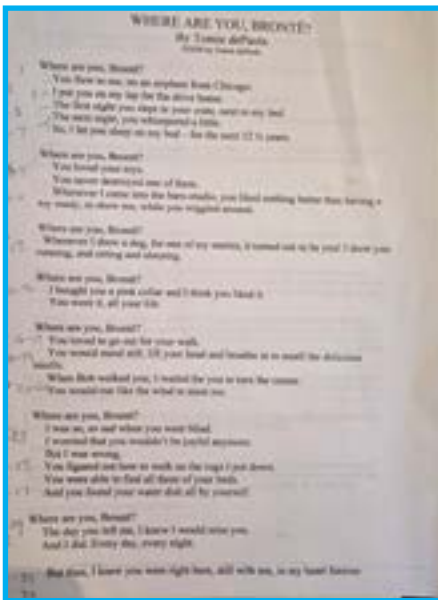 WHERE ARE YOU, BRONTË?
By Tomie dePaola
Where are you, Brontë?
You flew to me, on an airplane from Chicago.
I put you on my lap for the drive home.
The first night you slept in your crate, next to my bed.
The next night, you whimpered a little.
So, I let you sleep on my bed – for the next 12 ½ years.
Where are you, Brontë?
You loved your toys.
You never destroyed one of them.
Whenever I came into the barn studio, you liked nothing better than having a
toy ready, to show me, while you wiggled around.
Where are you, Brontë?
Whenever I drew a dog, for one of my stories, it turned out to be you! I drew you
running, and sitting and sleeping.
Where are you, Brontë?
I bought you a pink collar and I think you liked it.
You wore it, all your life.
Where are you, Brontë?
You loved to go out for your walk.
You would stand still, lift your head and breathe in to smell the delicious
smells.
When Bob walked you, I waited for you to turn the corner.
You would run like the wind to meet me.
Where are you, Brontë?
I was so, so sad when you went blind.
I worried that you wouldn't be joyful anymore.
But I was wrong.
You figured out how to walk on the rugs I put down.
You were able to find all three of your beds.
And you found your water dish all by yourself.
Where are you, Brontë?
The day you left me, I knew I would miss you.
And I did. Every day, every night.
But then, I knew you were right here, still with me, in my heart forever.